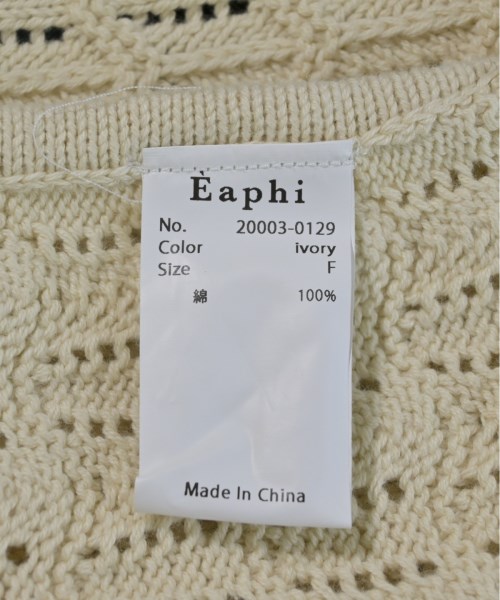 Èaphi
No. 20003-0129
Color ivory
Size F
綿 100%
Made In China